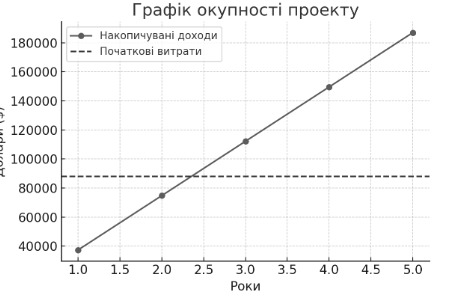 Графік окупності проекту
Накопичувані доходи
Початкові витрати
180000
160000
140000
120000
100000
80000
60000
40000
1.0 1.5 2.0 2.5 3.0 3.5 4.0 4.5 5.0
Роки